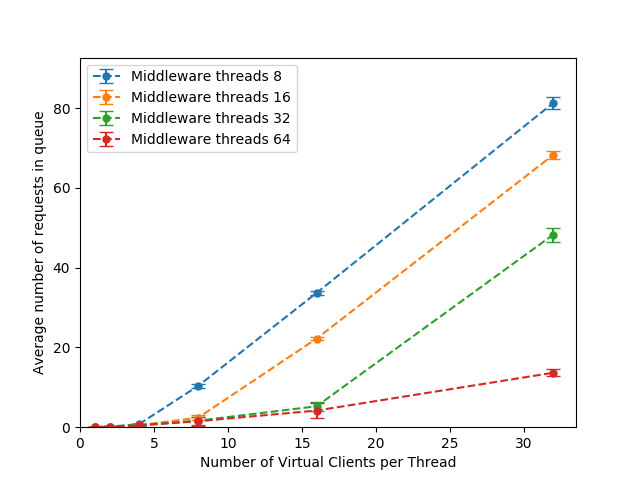 Middleware threads 8
Middleware threads 16
Middleware threads 32
Middleware threads 64
Average number of requests in queue
80
60
40
20
0
0 5 10 15 20 25 30
Number of Virtual Clients per Thread